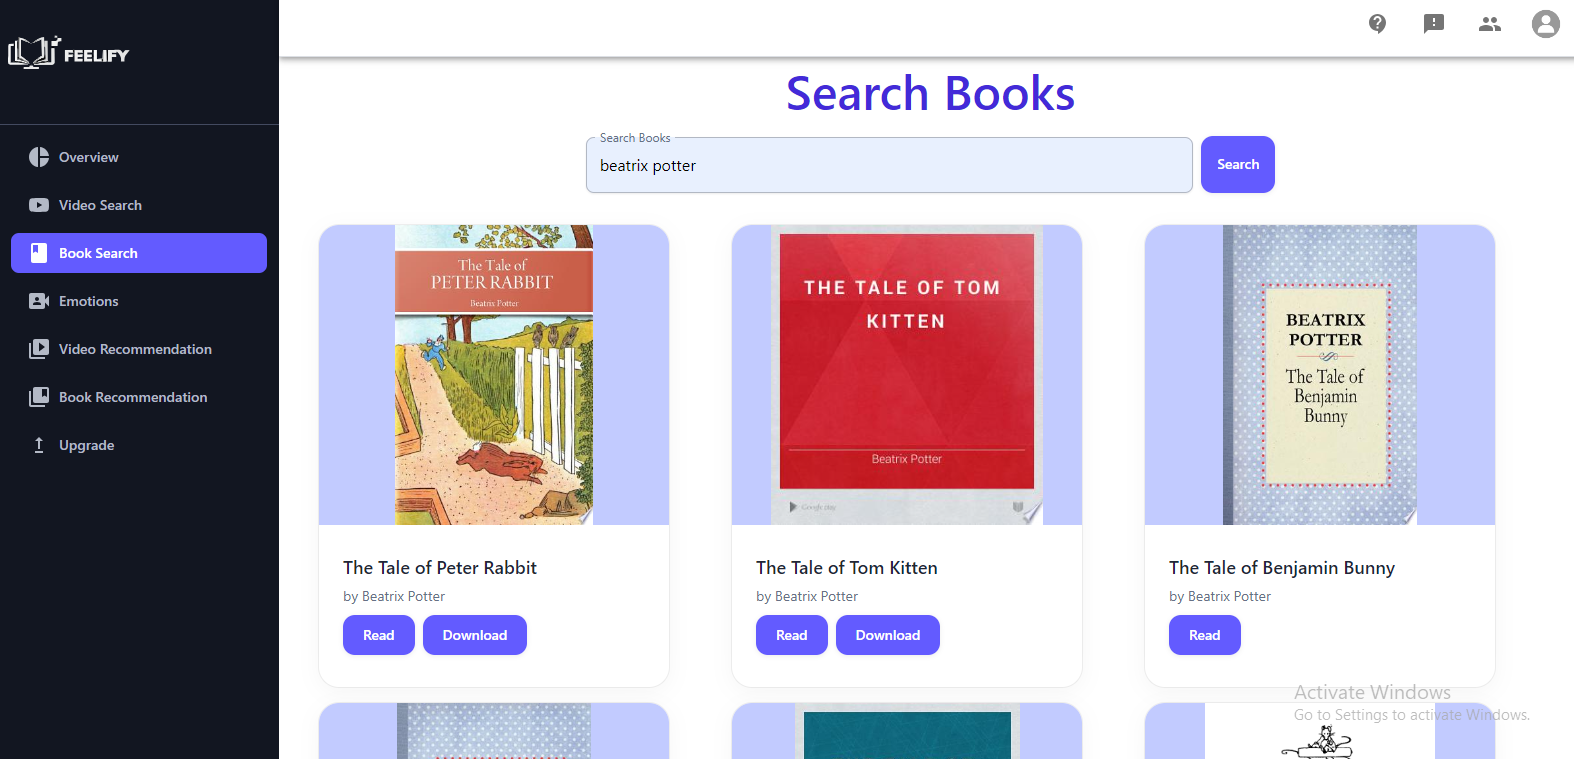 FEELIFY
Overview
Video Search
Book Search
Emotions
Video Recommendation
Book Recommendation
Upgrade
Search Books
Search Books
beatrix potter
Search
The Tale of
PETER RABBIT
Beatrix Potter
The Tale of Peter Rabbit
by Beatrix Potter
Read
Download
THE TALE OF TOM
KITTEN
Beatrix Potter
Google play
The Tale of Tom Kitten
by Beatrix Potter
Read
Download
BEATRIX
POTTER
The Tale of
Benjamin
Bunny
The Tale of Benjamin Bunny
by Beatrix Potter
Read
Activate Windows
Go to Settings to activate Windows.